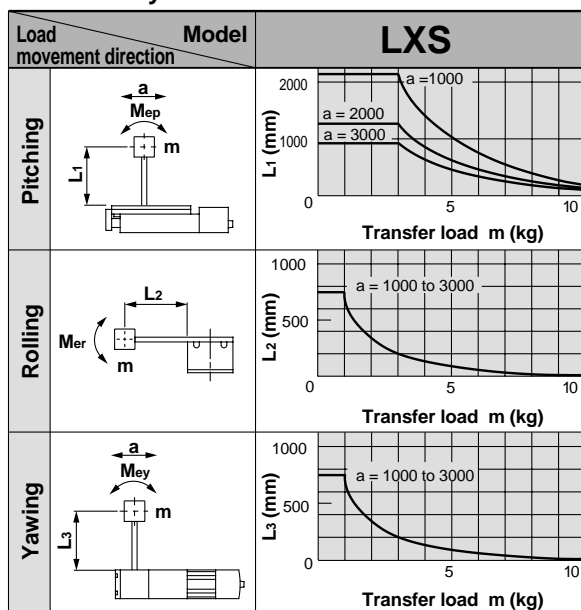 Model
Load
movement direction
LXS
Pitching
a
Mep
m
L1
2000
1000
0
L1 (mm)
a =1000
a = 2000
a = 3000
5
10
Transfer load m (kg)
Rolling
L2
Mer
m
1000
500
0
L2 (mm)
a = 1000 to 3000
5
10
Transfer load m (kg)
Yawing
a
Mey
m
L3
1000
500
0
L3 (mm)
a = 1000 to 3000
5
10
Transfer load m (kg)